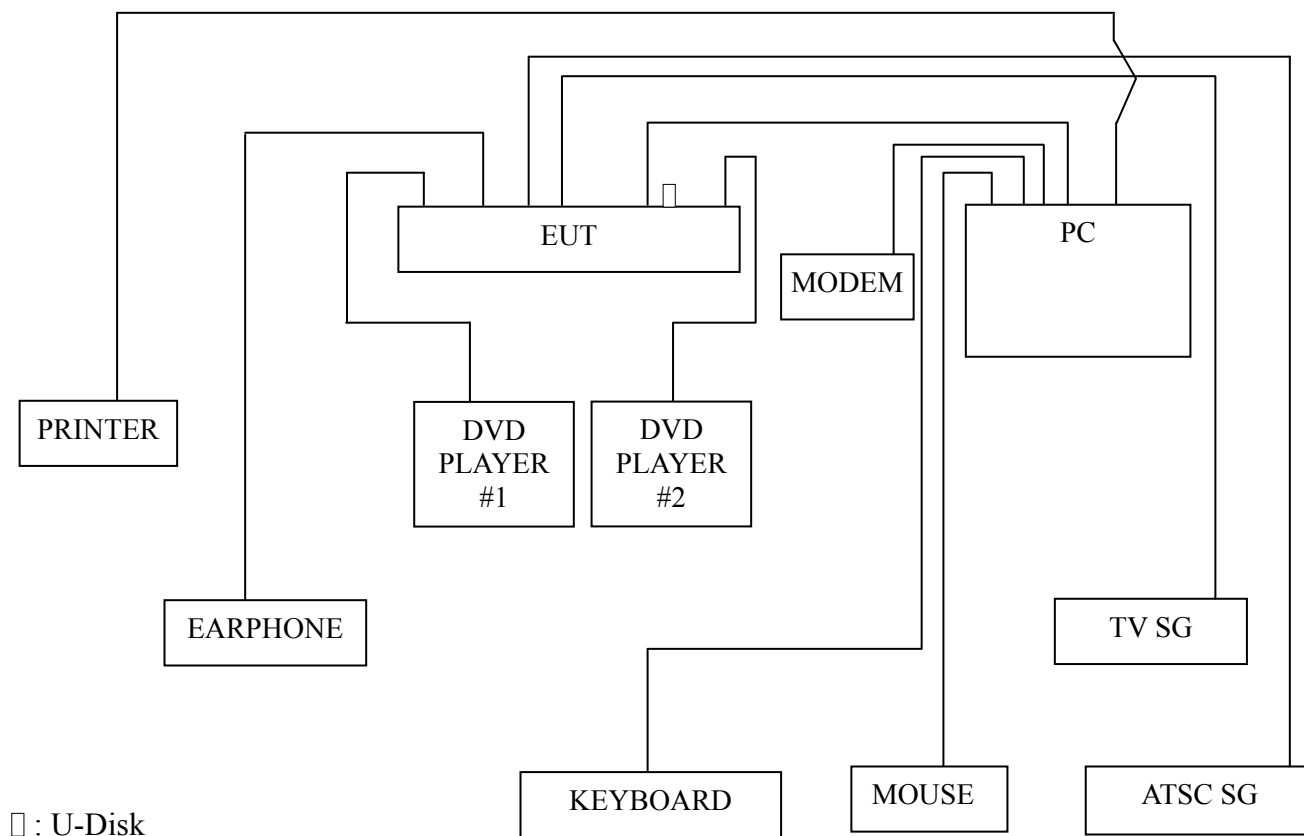 EUT
PC
MODEM
PRINTER
DVD
PLAYER
#1
DVD
PLAYER
#2
EARPHONE
TV SG
KEYBOARD
MOUSE
ATSC SG
▯ : U-Disk